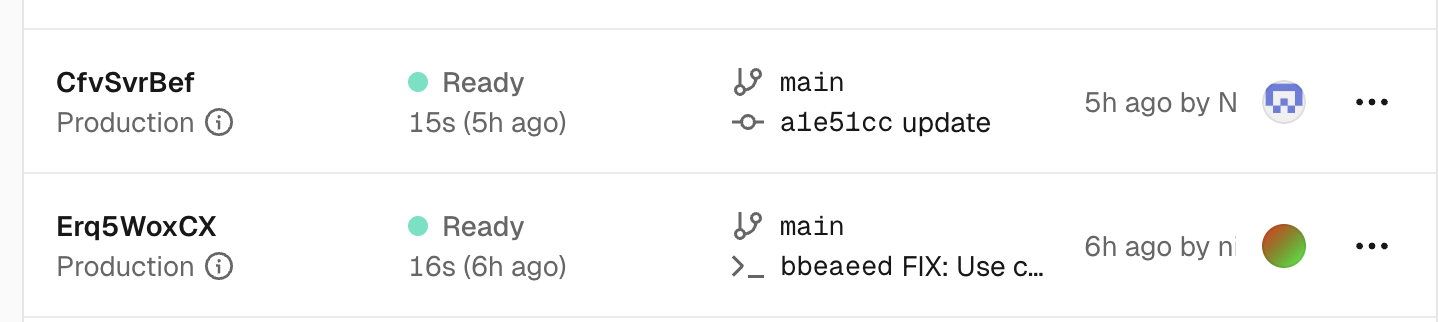 CfvSvrBef
Production
Ready
15s (5h ago)
main
a1e51cc update
5h ago by N
Erq5WoxCX
Production
Ready
16s (6h ago)
main
bbeaeed FIX: Use c…
6h ago by ni